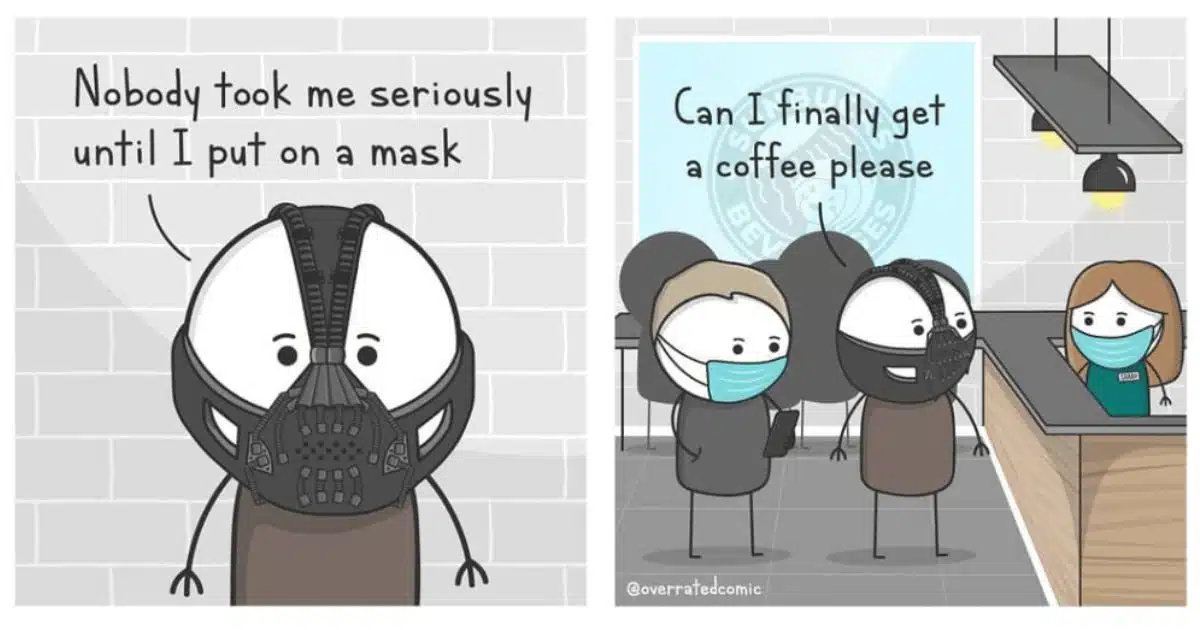 Nobody took me seriously
until I put on a mask
Can I finally get
a coffee please
@overratedcomic